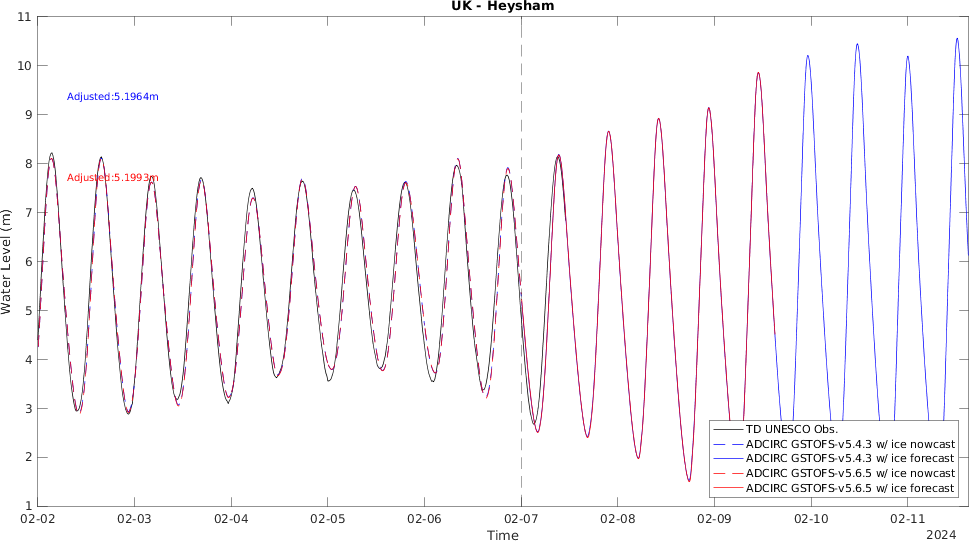 UK - Heysham
11
10
9
8
7
6
5
4
3
2
1
Water Level (m)
Adjusted:5.1964m
Adjusted:5.1993m
TD UNESCO Obs.
ADCIRC GSTOFS-v5.4.3 w/ ice nowcast
ADCIRC GSTOFS-v5.4.3 w/ ice forecast
ADCIRC GSTOFS-v5.6.5 w/ ice nowcast
ADCIRC GSTOFS-v5.6.5 w/ ice forecast
02-02 02-03 02-04 02-05 02-06 02-07 02-08 02-09 02-10 02-11
Time
2024